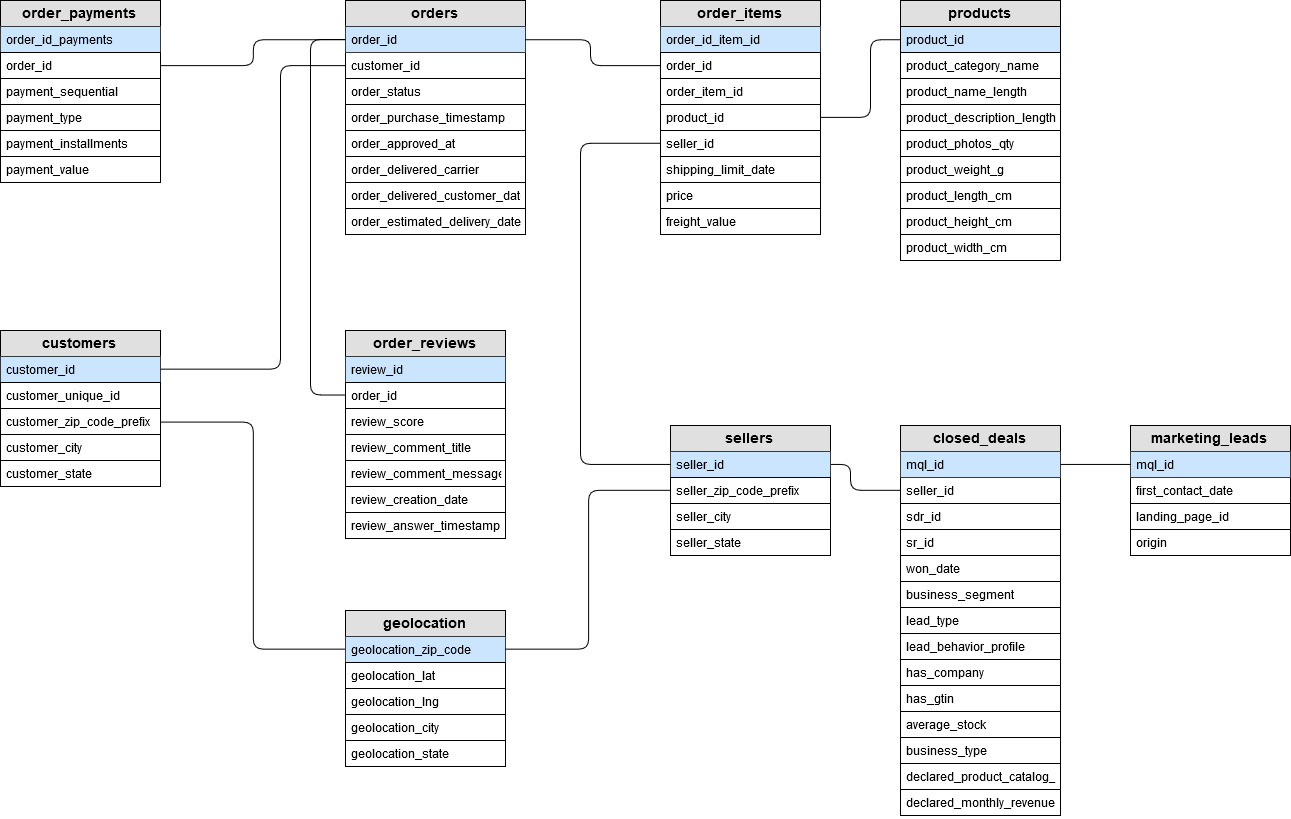 order_payments
order_id_payments
order_id
payment_sequential
payment_type
payment_installments
payment_value
orders
order_id
customer_id
order_status
order_purchase_timestamp
order_approved_at
order_delivered_carrier
order_delivered_customer_dat
order_estimated_delivery_date
order_items
order_id_item_id
order_id
order_item_id
product_id
seller_id
shipping_limit_date
price
freight_value
products
product_id
product_category_name
product_name_length
product_description_length
product_photos_qty
product_weight_g
product_length_cm
product_height_cm
product_width_cm
customers
customer_id
customer_unique_id
customer_zip_code_prefix
customer_city
customer_state
order_reviews
review_id
order_id
review_score
review_comment_title
review_comment_message
review_creation_date
review_answer_timestamp
sellers
seller_id
seller_zip_code_prefix
seller_city
seller_state
closed_deals
mql_id
seller_id
sdr_id
sr_id
won_date
business_segment
lead_type
lead_behavior_profile
has_company
has_gtin
average_stock
business_type
declared_product_catalog_
declared_monthly_revenue
marketing_leads
mql_id
first_contact_date
landing_page_id
origin
geolocation
geolocation_zip_code
geolocation_lat
geolocation_lng
geolocation_city
geolocation_state